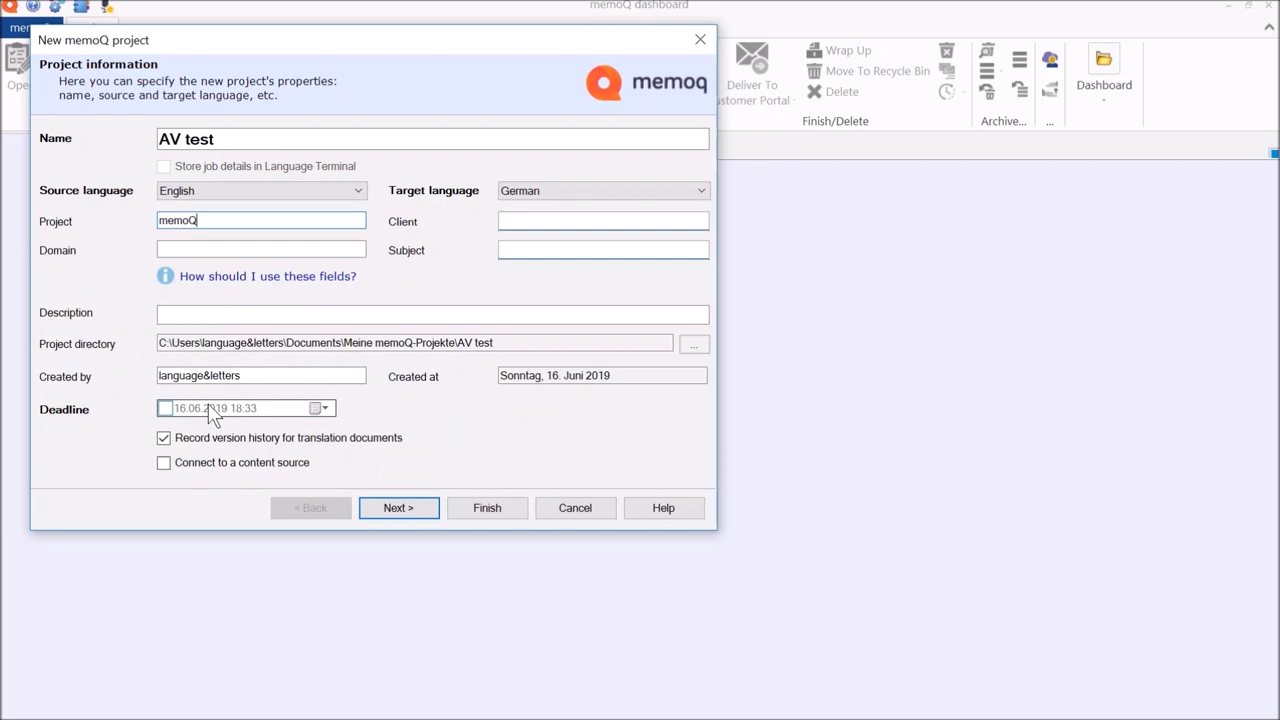 memoQ dashboard
New memoQ project
Project information
Here you can specify the new project's properties:
name, source and target language, etc.
memoq
Wrap Up
Move To Recycle Bin
Delete
Deliver To
Customer Portal
Finish/Delete
Archive...
...
Dashboard
Name
AV test
Store job details in Language Terminal
Source language
English
Target language
German
Project
memoQ
Client
Domain
Subject
How should I use these fields?
Description
Project directory
C:\Users\language&letters\Documents\Meine memoQ-Projekte\AV test
...
Created by
language&letters
Created at
Sonntag, 16. Juni 2019
Deadline
16.06.2019 18:33
Record version history for translation documents
Connect to a content source
< Back
Next >
Finish
Cancel
Help